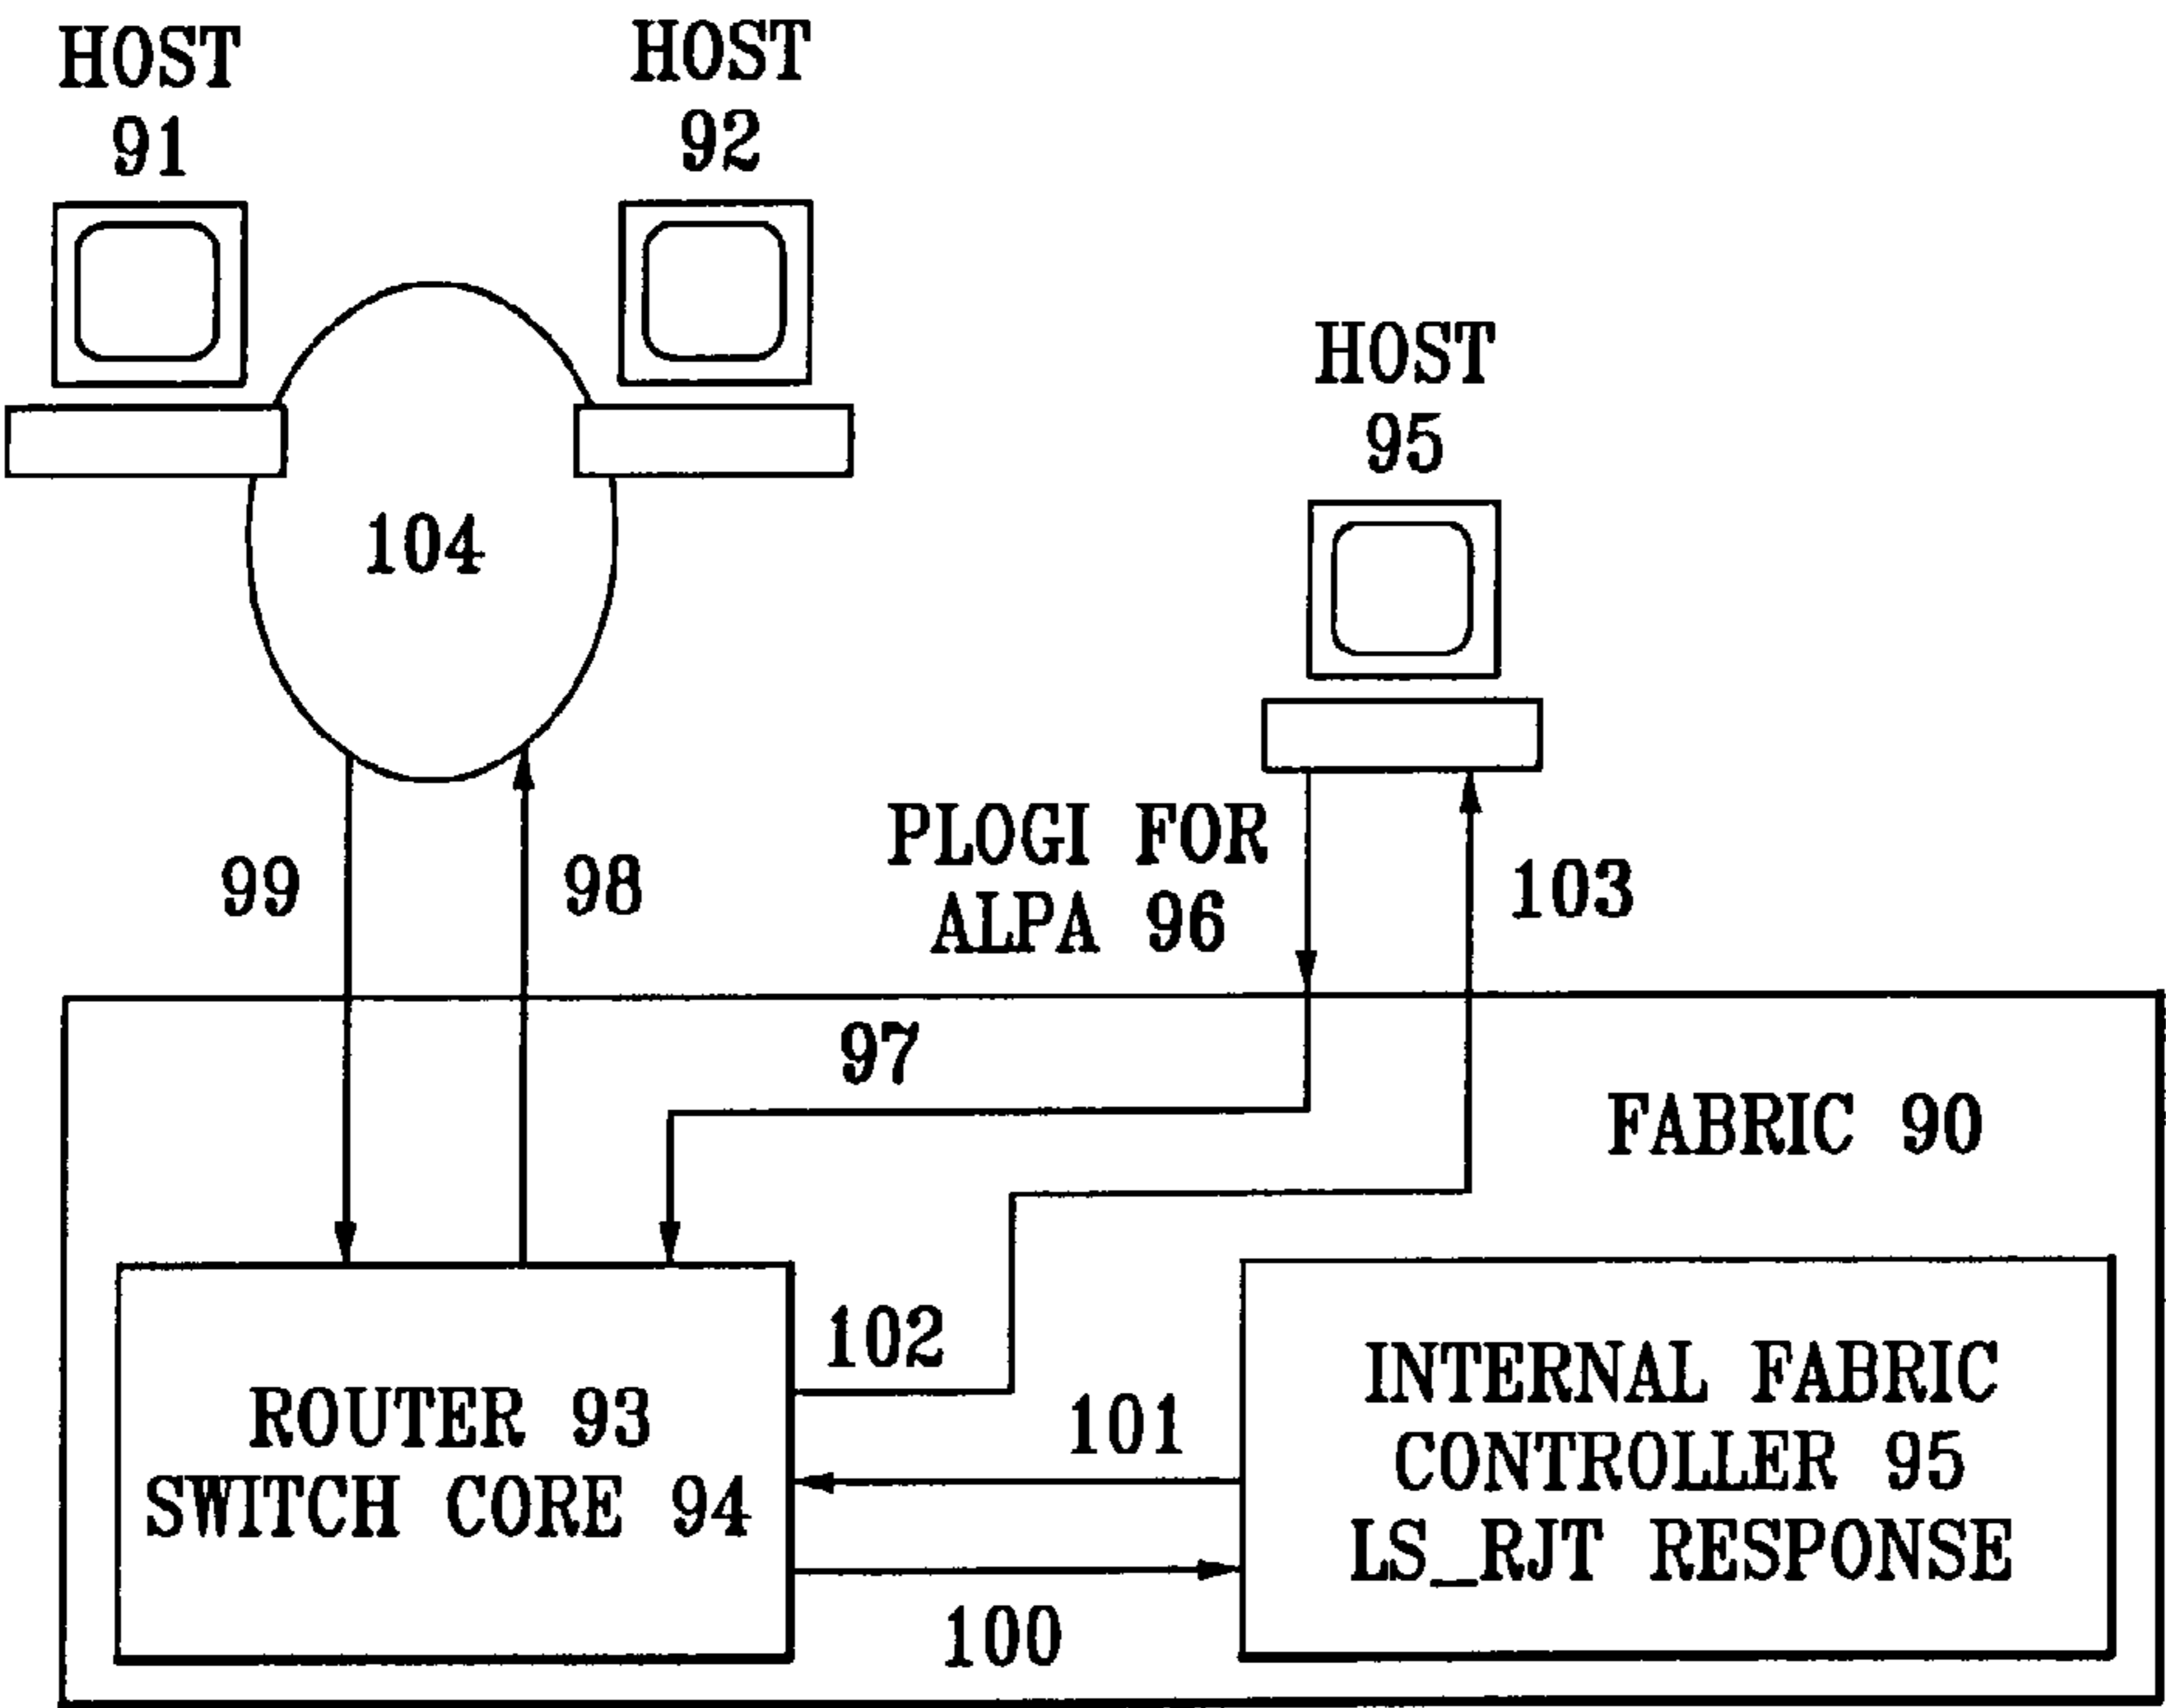 HOST
91
HOST
92
HOST
95
104
99
98
PLOGI FOR
ALPA 96
103
97
FABRIC 90
102
101
100
ROUTER 93
SWITCH CORE 94
INTERNAL FABRIC
CONTROLLER 95
LS_RJT RESPONSE